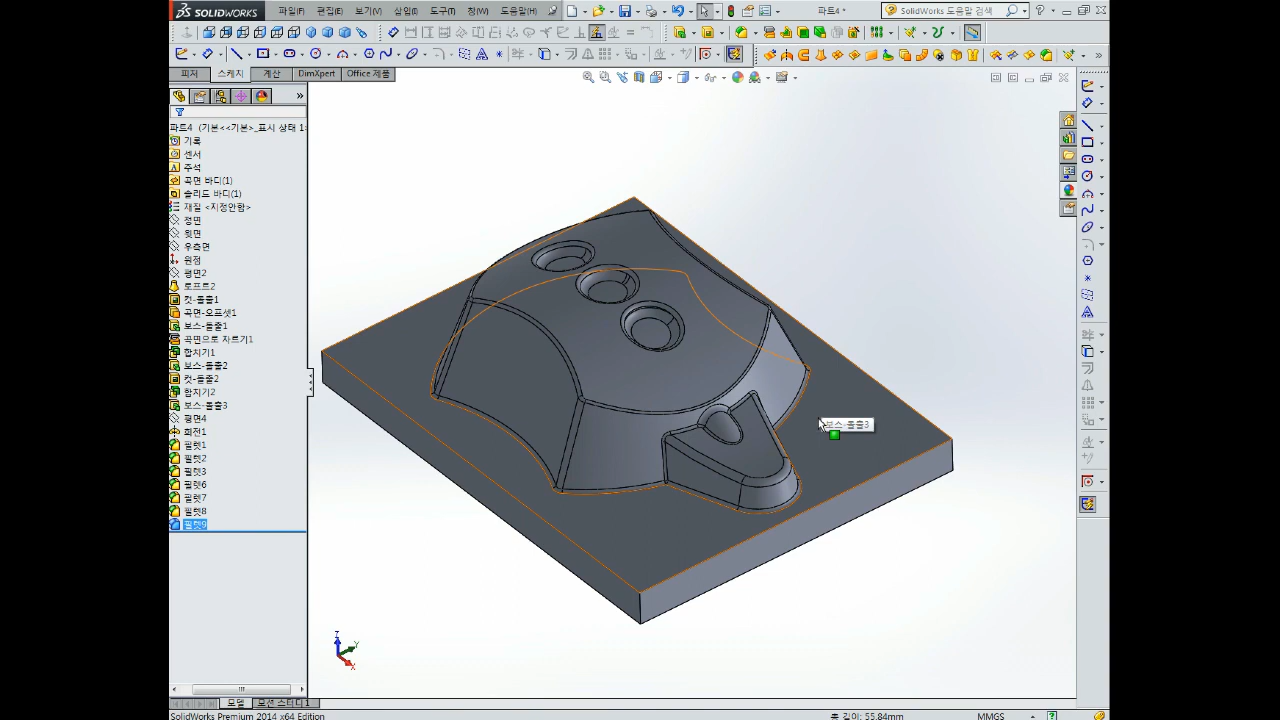 SOLIDWORKS 파일(F) 편집(E) 보기(V) 삽입(I) 도구(T) 창(W) 도움말(H) 파트4 * SolidWorks 도움말 검색
피처 스케치 계산 DimXpert Office 제품
파트4 (기본<<기본>_표시 상태 1>
기록
센서
주석
곡면 바디(1)
솔리드 바디(1)
재질 <지정안함>
정면
윗면
우측면
원점
평면2
로프트2
컷-돌출1
곡면-오프셋1
보스-돌출1
곡면으로 자르기1
합치기1
보스-돌출2
컷-돌출2
합치기2
보스-돌출3
평면4
회전1
필렛1
필렛2
필렛3
필렛6
필렛7
필렛8
필렛9
보스-돌출3
Z
Y
X
모델 모션 스터디 1
SolidWorks Premium 2014 x64 Edition 총 길이: 55.84mm MMGS